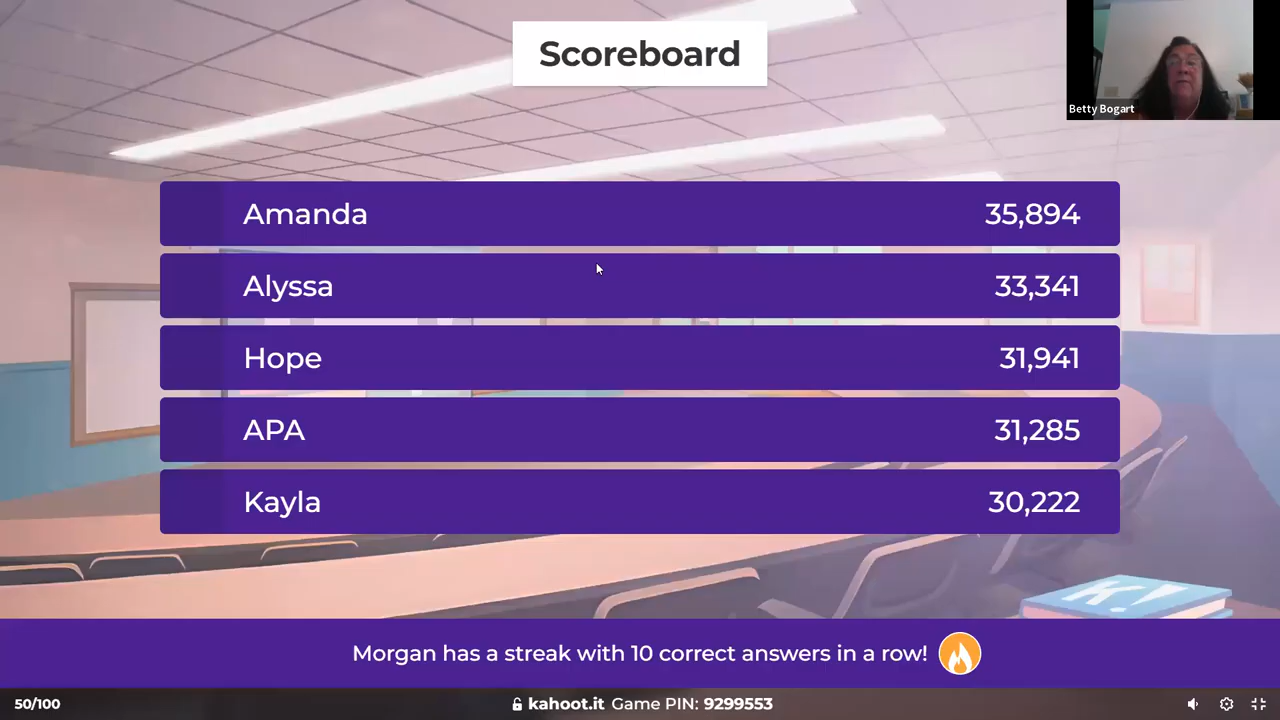 Scoreboard
Betty Bogart
Amanda 35,894
Alyssa 33,341
Hope 31,941
APA 31,285
Kayla 30,222
K!
Morgan has a streak with 10 correct answers in a row!
50/100 kahoot.it Game PIN: 9299553